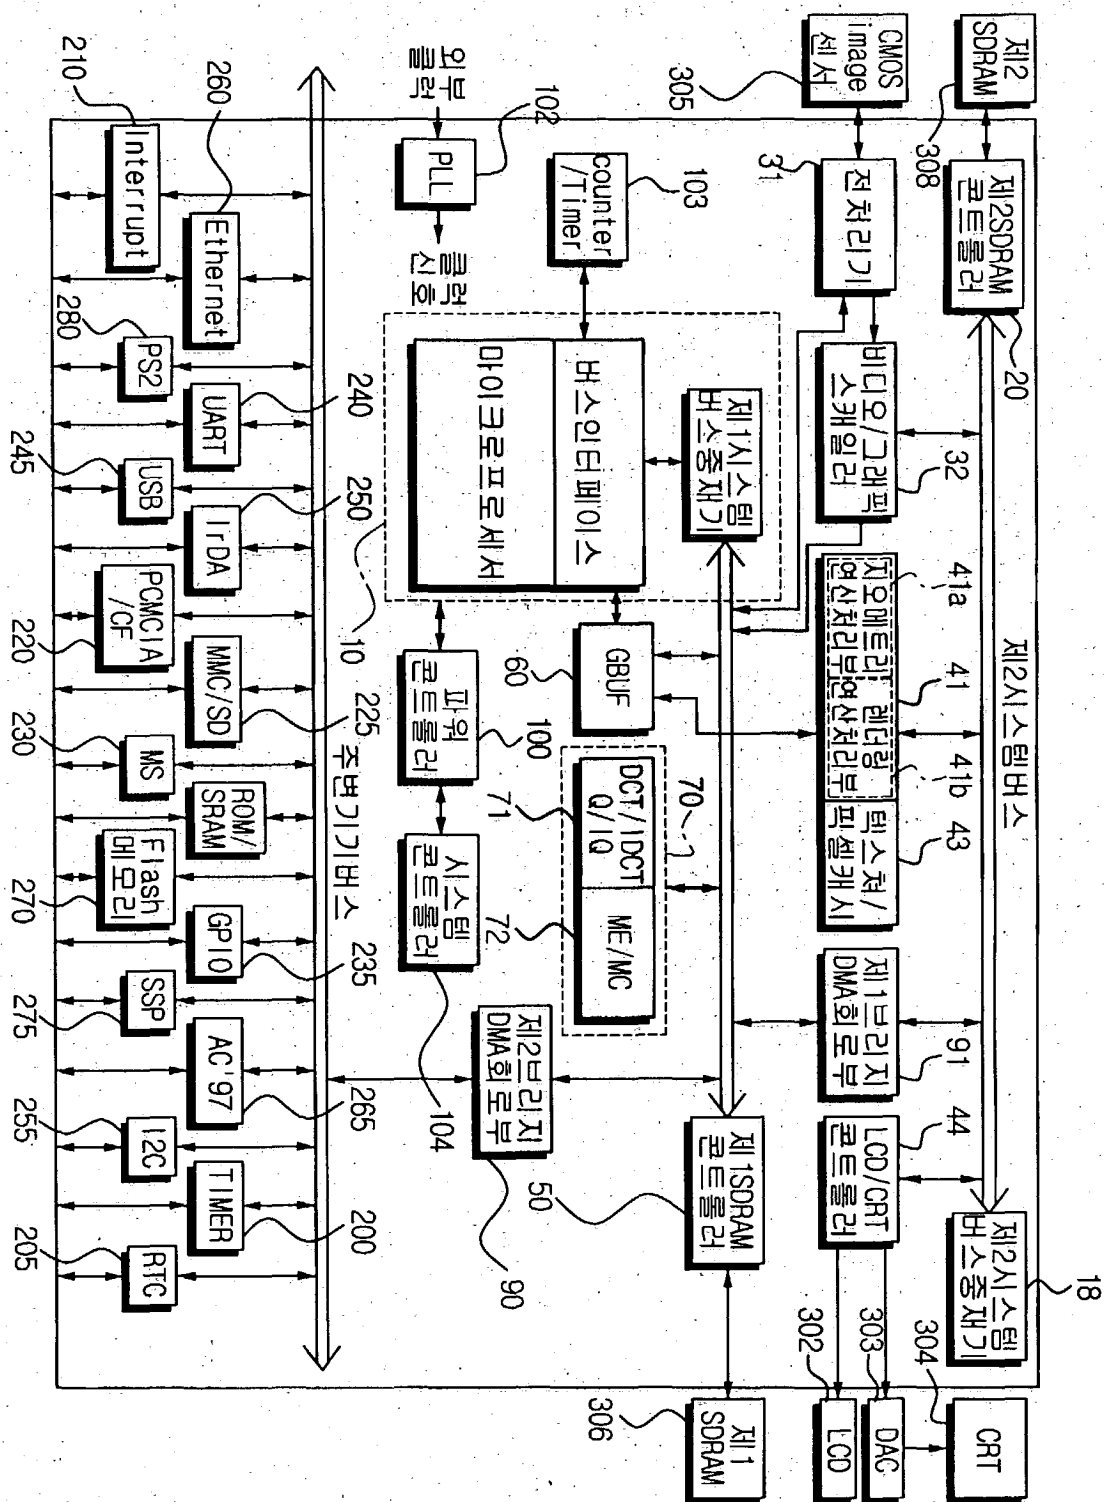 18
제2
SDRAM
308
제2SDRAM
콘트롤러
20
제2시스템버스
제2시스템
버스중재기
CRT
304
CMOS
image
센서
305
전처리기
31
비디오/그래픽
스케일러
32
41a
지오메트리
연산처리부
41
렌더링
연산처리부
41b
텍스쳐/
픽셀캐시
43
제1브리지
DMA회로부
91
44
LCD/CRT
콘트롤러
303
DAC
302
LCD
103
counter
/Timer
제1시스템
버스중재기
버스인터페이스
마이크로프로세서
10
GBUF
60
70
DCT/IDCT
Q/IQ
71
ME/MC
72
제1SDRAM
콘트롤러
50
제1
SDRAM
306
외부
클럭
102
PLL
클럭
신호
파워
콘트롤러
100
시스템
콘트롤러
104
제2브리지
DMA회로부
90
주변기기버스
260
Ethernet
240
UART
250
IrDA
MMC/SD
225
ROM/
SRAM
GPIO
235
AC'97
265
TIMER
200
210
Interrupt
280
PS2
245
USB
PCMCIA
/CF
220
230
MS
Flash
메모리
270
SSP
275
255
I2C
RTC
205